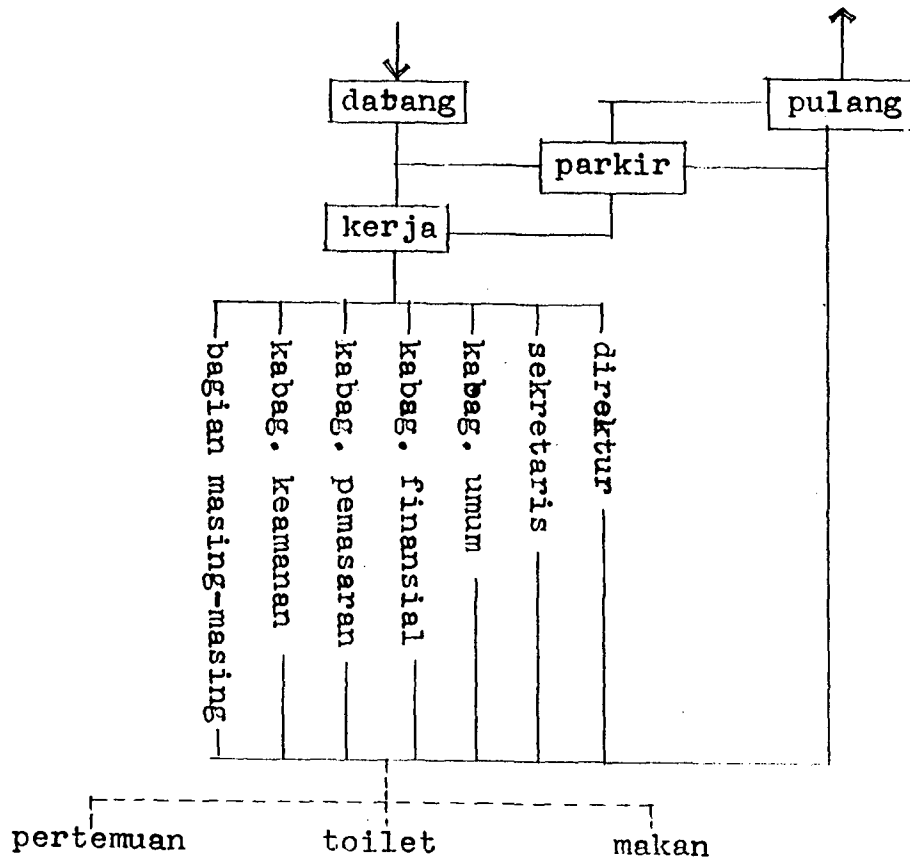 datang
pulang
parkir
kerja
bagian masing-masing
kabag. keamanan
kabag. pemasaran
kabag. finansial
kabag. umum
sekretaris
direktur
pertemuan
toilet
makan